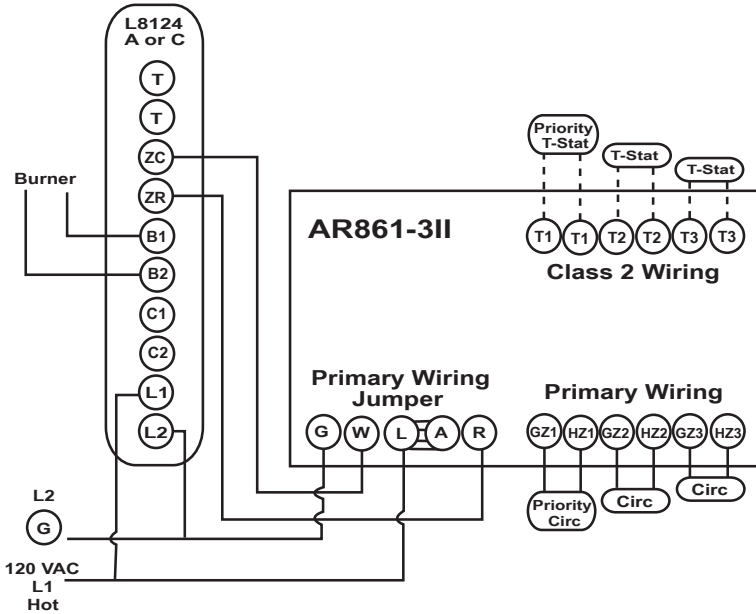 L8124
A or C
T
T
ZC
ZR
B1
B2
C1
C2
L1
L2
Burner
L2
G
120 VAC
L1
Hot
Priority
T-Stat
T-Stat
T-Stat
AR861-3II
T1
T1
T2
T2
T3
T3
Class 2 Wiring
Primary Wiring
Jumper
G
W
L
A
R
Primary Wiring
GZ1
HZ1
GZ2
HZ2
GZ3
HZ3
Priority
Circ
Circ
Circ